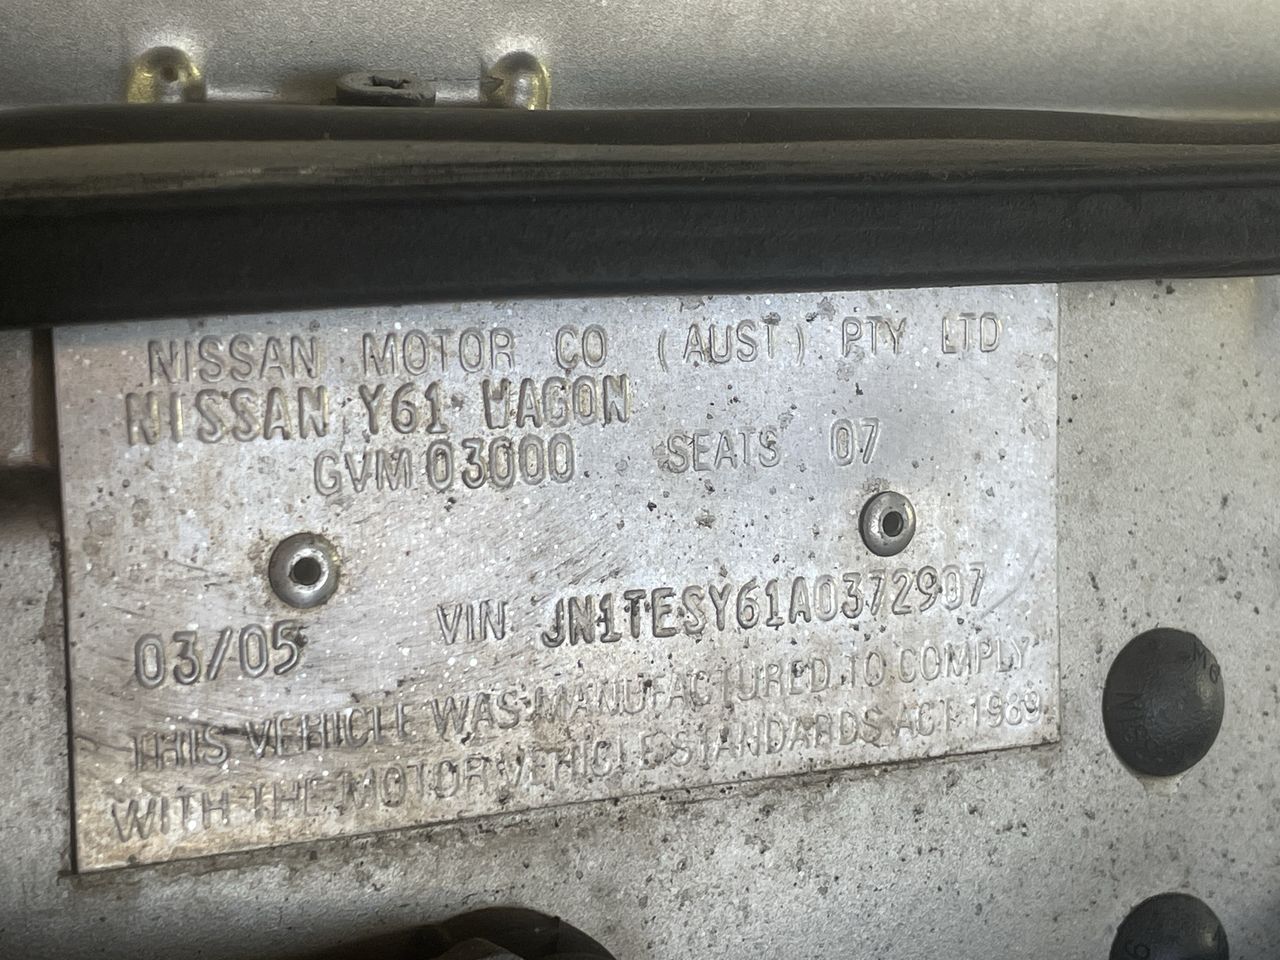 NISSAN MOTOR CO (AUST) PTY LTD
NISSAN Y61 WAGON
GVM 03000 SEATS 07
VIN JN1TESY61A0372907
03/05
THIS VEHICLE WAS MANUFACTURED TO COMPLY
WITH THE MOTOR VEHICLE STANDARDS ACT 1989